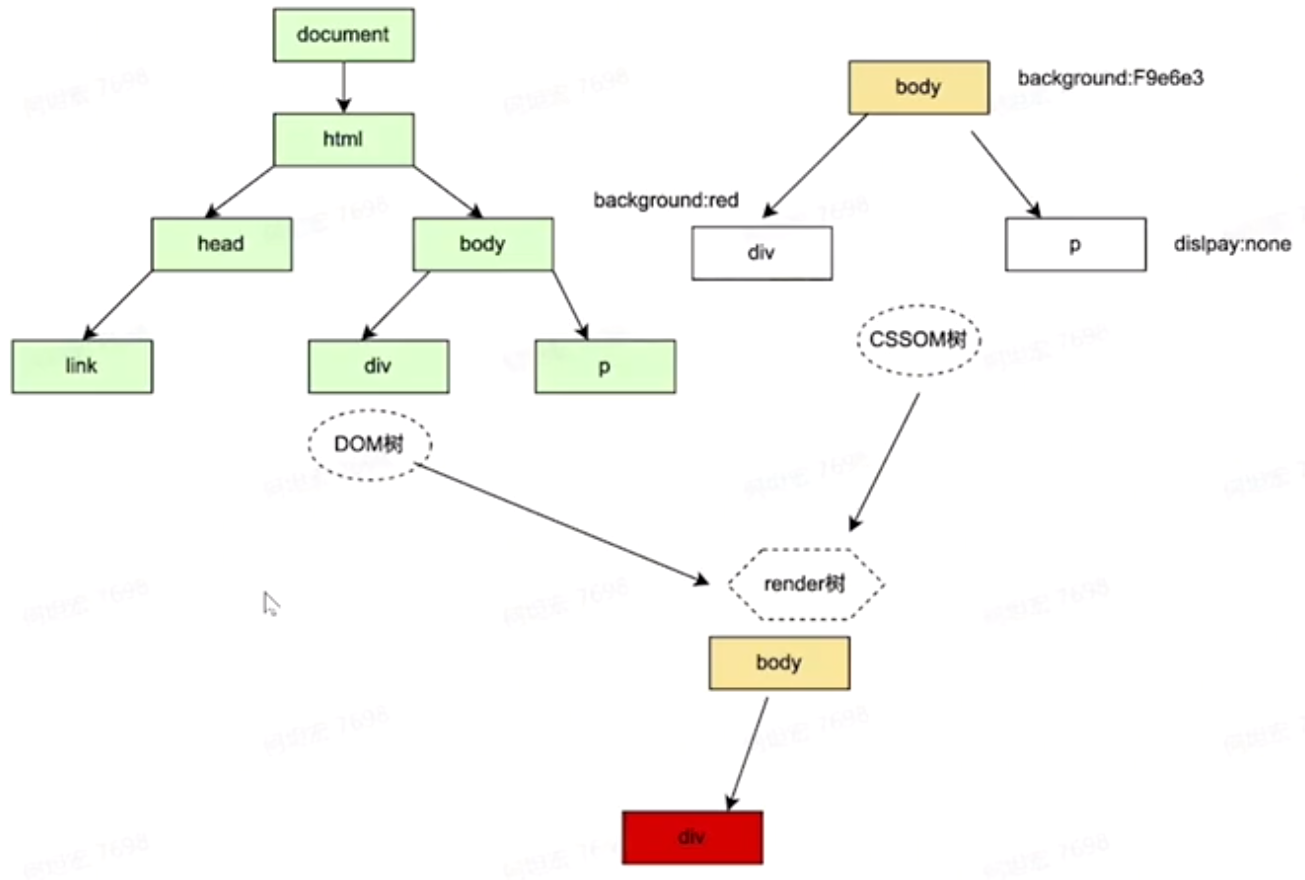 document
html
head
body
link
div
p
DOM树
body
background:F9e6e3
background:red
div
p
dislpay:none
CSSOM树
render树
body
div